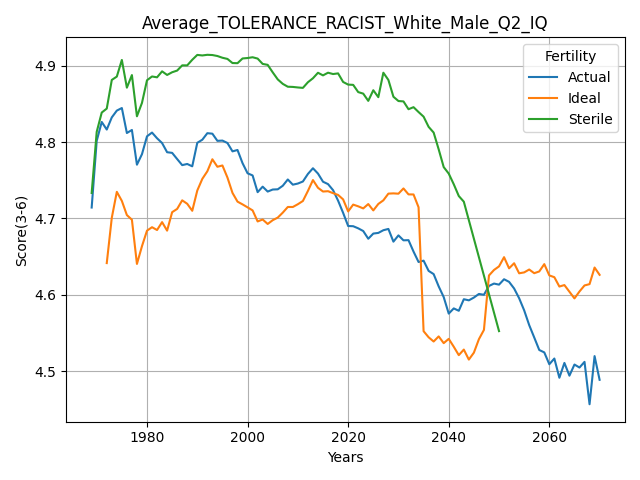 Average_TOLERANCE_RACIST_White_Male_Q2_IQ
Fertility
Actual
Ideal
Sterile
Score(3-6)
4.9
4.8
4.7
4.6
4.5
1980 2000 2020 2040 2060
Years